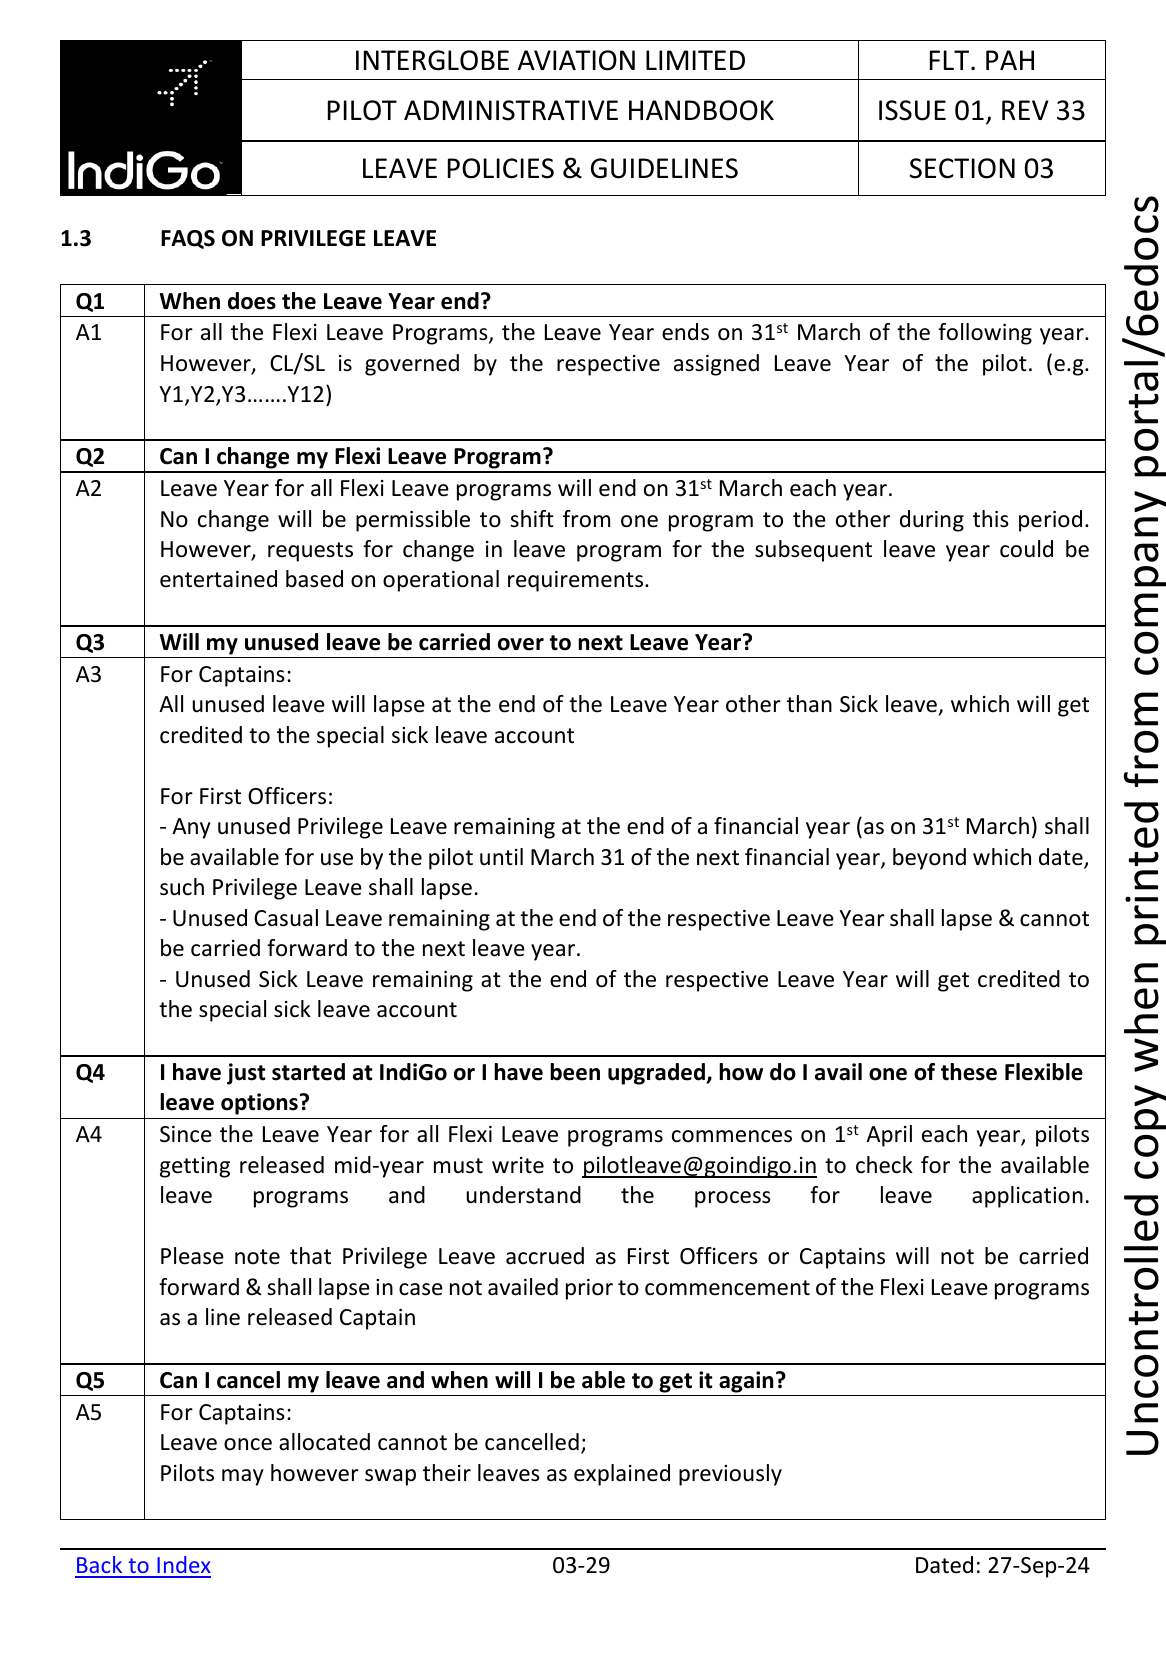 IndiGo
INTERGLOBE AVIATION LIMITED
FLT. PAH
PILOT ADMINISTRATIVE HANDBOOK
ISSUE 01, REV 33
LEAVE POLICIES & GUIDELINES
SECTION 03
1.3 FAQS ON PRIVILEGE LEAVE
Q1 When does the Leave Year end?
A1 For all the Flexi Leave Programs, the Leave Year ends on 31st March of the following year.
However, CL/SL is governed by the respective assigned Leave Year of the pilot. (e.g.
Y1,Y2,Y3…….Y12)
Q2 Can I change my Flexi Leave Program?
A2 Leave Year for all Flexi Leave programs will end on 31st March each year.
No change will be permissible to shift from one program to the other during this period.
However, requests for change in leave program for the subsequent leave year could be
entertained based on operational requirements.
Q3 Will my unused leave be carried over to next Leave Year?
A3 For Captains:
All unused leave will lapse at the end of the Leave Year other than Sick leave, which will get
credited to the special sick leave account
For First Officers:
- Any unused Privilege Leave remaining at the end of a financial year (as on 31st March) shall
be available for use by the pilot until March 31 of the next financial year, beyond which date,
such Privilege Leave shall lapse.
- Unused Casual Leave remaining at the end of the respective Leave Year shall lapse & cannot
be carried forward to the next leave year.
- Unused Sick Leave remaining at the end of the respective Leave Year will get credited to
the special sick leave account
Q4 I have just started at IndiGo or I have been upgraded, how do I avail one of these Flexible
leave options?
A4 Since the Leave Year for all Flexi Leave programs commences on 1st April each year, pilots
getting released mid-year must write to pilotleave@goindigo.in to check for the available
leave programs and understand the process for leave application.
Please note that Privilege Leave accrued as First Officers or Captains will not be carried
forward & shall lapse in case not availed prior to commencement of the Flexi Leave programs
as a line released Captain
Q5 Can I cancel my leave and when will I be able to get it again?
A5 For Captains:
Leave once allocated cannot be cancelled;
Pilots may however swap their leaves as explained previously
Back to Index
03-29
Dated: 27-Sep-24
Uncontrolled copy when printed from company portal/6edocs